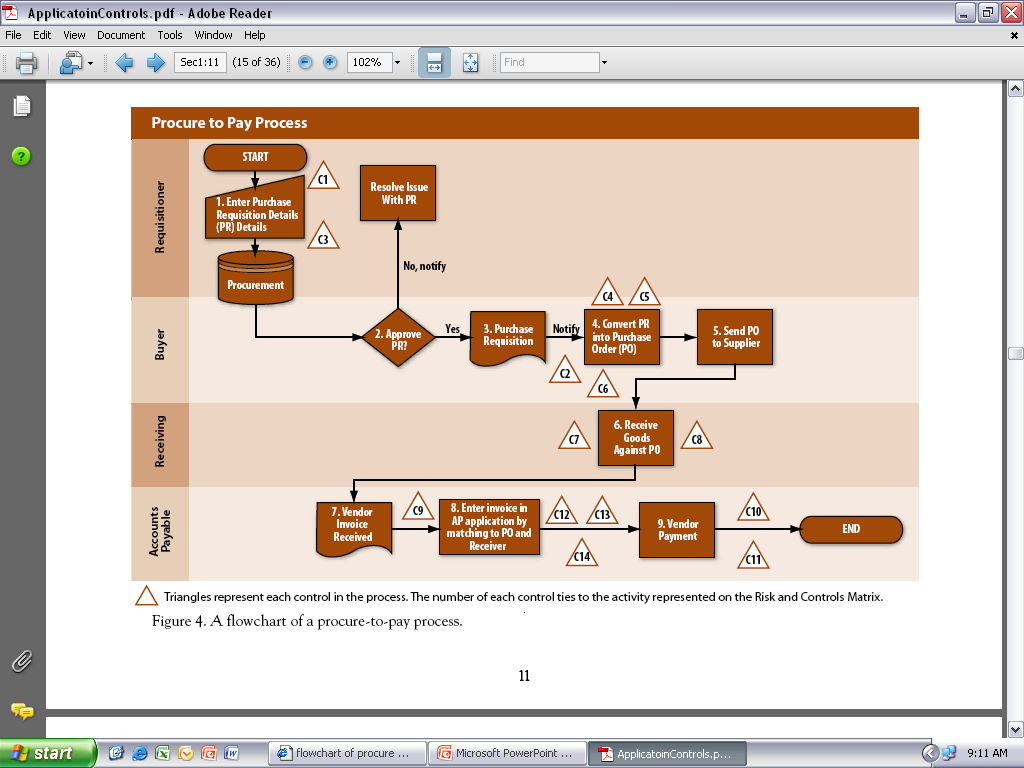 ApplicatoinControls.pdf - Adobe Reader
File Edit View Document Tools Window Help
Sec1:11 (15 of 36) 102% Find
Procure to Pay Process
Requisitioner
START
C1
1. Enter Purchase
Requisition Details
(PR) Details
C3
Procurement
Resolve Issue
With PR
No, notify
Buyer
2. Approve
PR?
Yes
3. Purchase
Requisition
Notify
C2
C4
C5
4. Convert PR
into Purchase
Order (PO)
C6
5. Send PO
to Supplier
Receiving
C7
6. Receive
Goods
Against PO
C8
Accounts
Payable
7. Vendor
Invoice
Received
C9
8. Enter invoice in
AP application by
matching to PO and
Receiver
C12
C13
C14
9. Vendor
Payment
C10
C11
END
Triangles represent each control in the process. The number of each control ties to the activity represented on the Risk and Controls Matrix.
Figure 4. A flowchart of a procure-to-pay process.
11
start
flowchart of procure ...
Microsoft PowerPoint ...
ApplicatoinControls.p...
9:11 AM